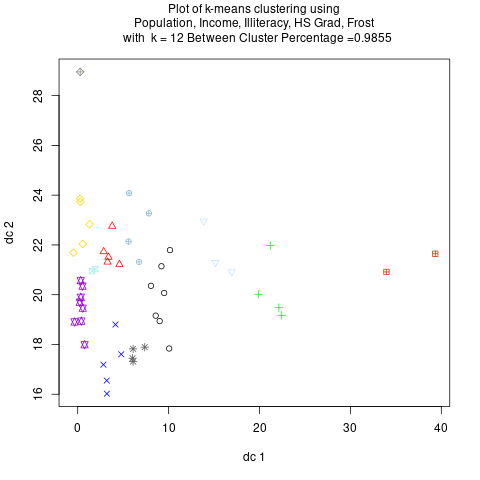 Plot of k-means clustering using
Population, Income, Illiteracy, HS Grad, Frost
with  k = 12 Between Cluster Percentage =0.9855
28
26
24
22
20
18
16
dc 2
0
10
20
30
40
dc 1